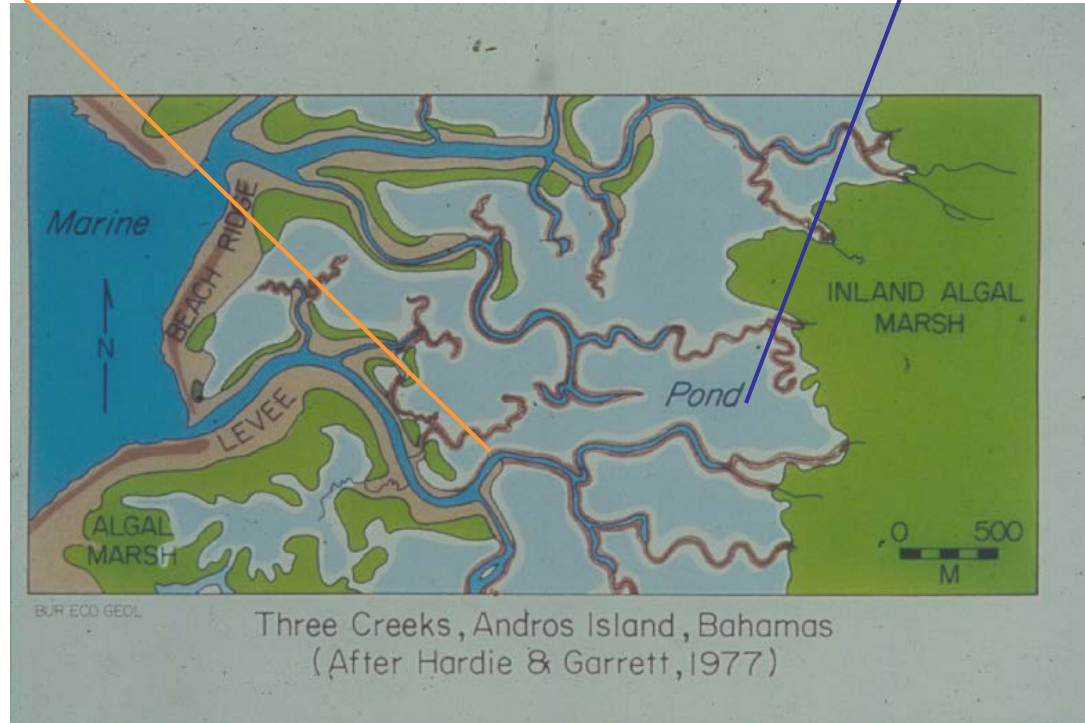 Marine
BEACH RIDGE
N
LEVEE
ALGAL
MARSH
Pond
INLAND ALGAL
MARSH
0 500
M
BUR ECO GEOL
Three Creeks, Andros Island, Bahamas
(After Hardie & Garrett, 1977)